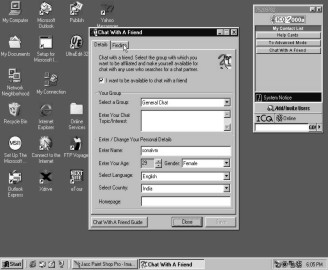 My Computer
Microsoft Outlook
Publish
Yahoo
Messenger
My Documents
Setup for Microsoft I...
UltraEdit 32
Network Neighborhood
My Connection
Recycle Bin
Internet Explorer
Online Services
Set Up The Microsoft ...
Connect to the Internet
FTP Voyager
Outlook Express
Chat With A Friend
Details
Finding
Chat with a friend. Select the group with which you
want to be affiliated and make yourself available for
chat with any user who searches for a chat partner.
I want to be available to chat with a friend
Your Group
Select a Group:
General Chat
Enter Your Chat
Topic/Interest:
Enter / Change Your Personal Details
Enter Name:
Enter Your Age:
29
Gender:
Female
Select Language:
English
Select Country:
India
Homepage:
Chat With A Friend Guide
Close
ICQ 2000a
My Contact List
Help Cards
To Advanced Mode
Chat With A Friend
System Notice
Add/Invite Users
ICQ
Online
Start
Jasc Paint Shop Pro - Ima...
Chat With A Friend
6:05 PM